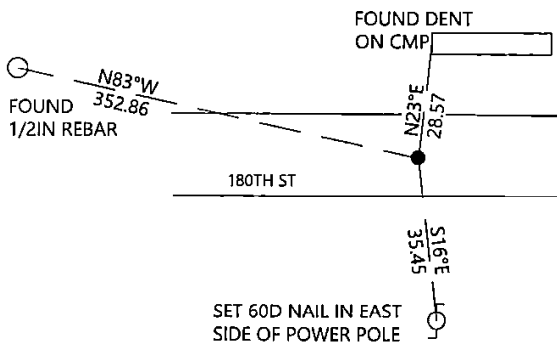 FOUND DENT
ON CMP
N83°W
352.86
FOUND
1/2IN REBAR
N23°E
28.57
180TH ST
S16°E
35.45
SET 60D NAIL IN EAST
SIDE OF POWER POLE